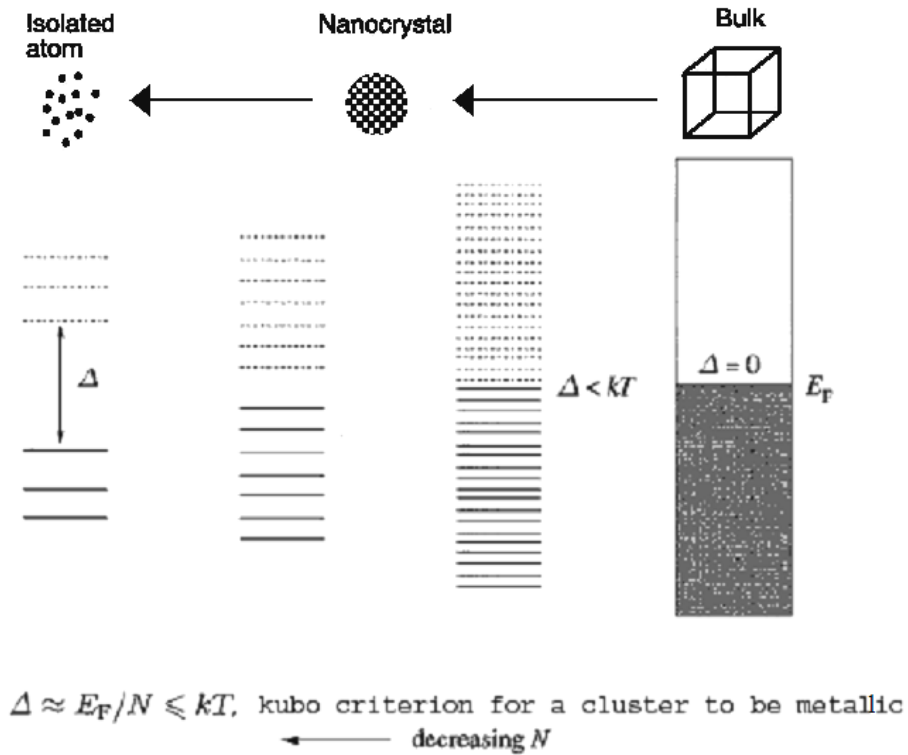 Isolated
atom
Nanocrystal
Bulk
Δ
Δ < kT
Δ = 0
E_F
Δ ≈ E_F/N ⩽ kT, kubo criterion for a cluster to be metallic
decreasing N